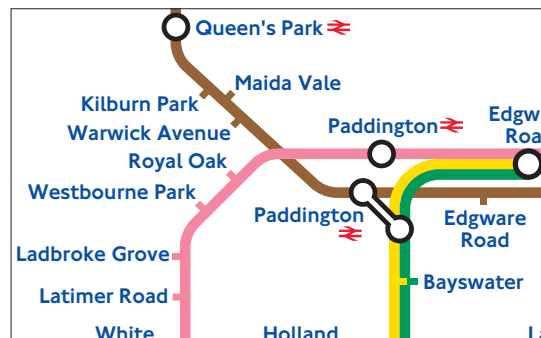 Queen's Park
Maida Vale
Kilburn Park
Warwick Avenue
Paddington
Royal Oak
Westbourne Park
Paddington
Edgware
Road
Ladbroke Grove
Bayswater
Latimer Road
White
Holland